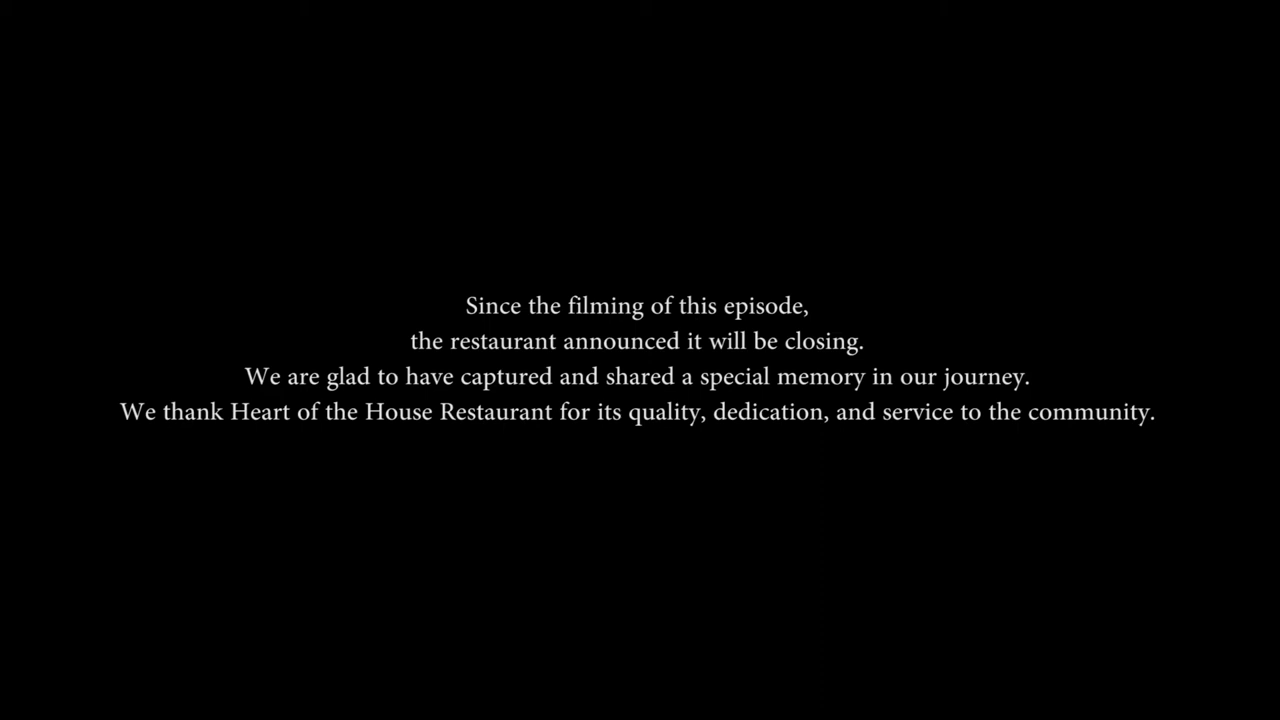 Since the filming of this episode,
the restaurant announced it will be closing.
We are glad to have captured and shared a special memory in our journey.
We thank Heart of the House Restaurant for its quality, dedication, and service to the community.